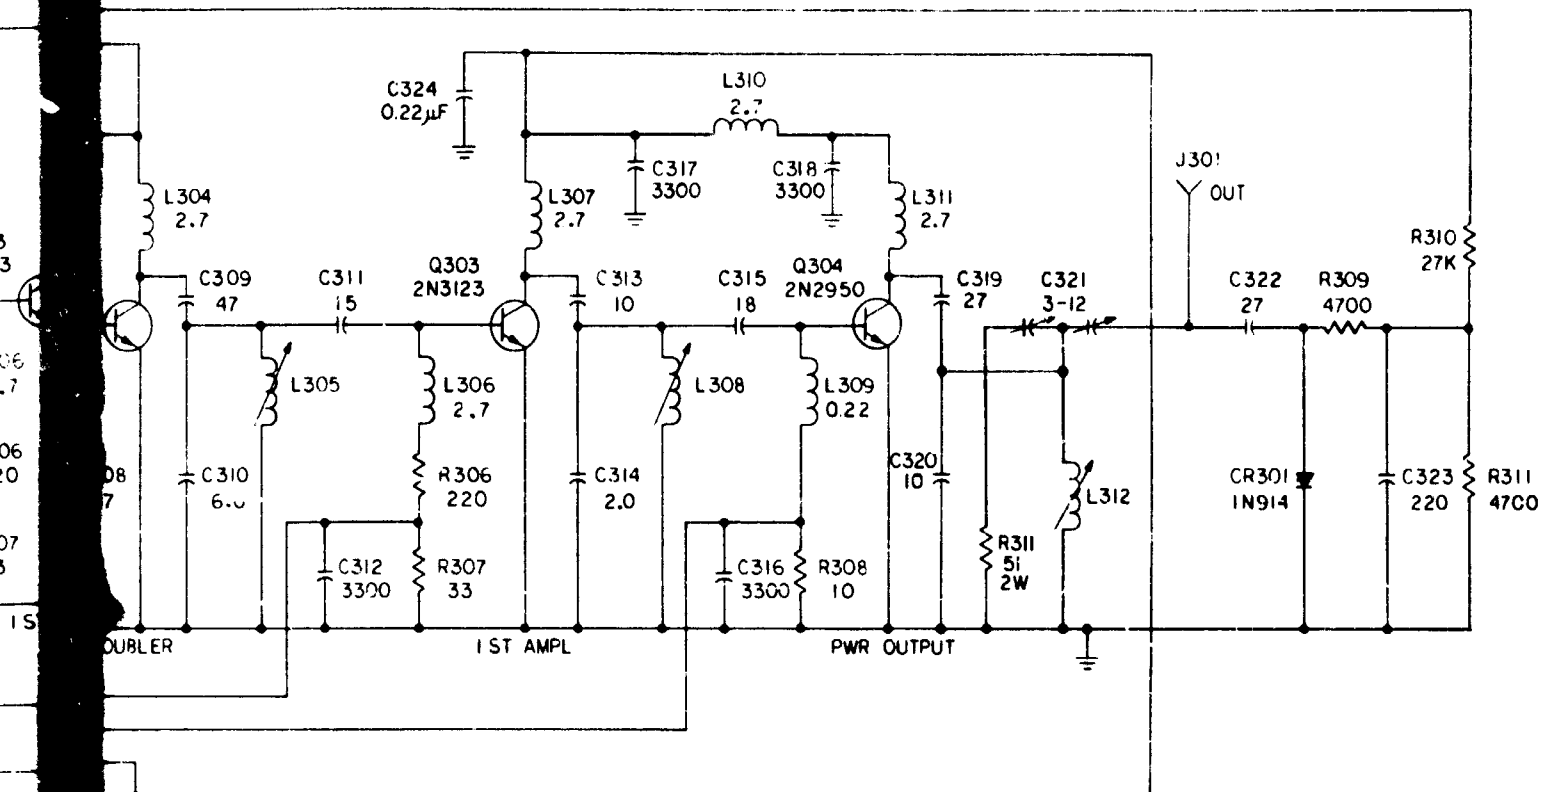 C324
0.22µF
L310
2.7
C317
3300
C318
3300
J301
OUT
L304
2.7
L307
2.7
L311
2.7
R310
27K
C309
47
C311
15
Q303
2N3123
C313
10
C315
18
Q304
2N2950
C319
27
C321
3-12
C322
27
R309
4700
L305
L306
2.7
L308
L309
0.22
C310
R306
220
C314
2.0
C320
10
L312
CR301
1N914
C323
220
R311
4700
C312
3300
R307
33
C316
3300
R308
10
R311
51
2W
OUBLER
1 ST AMPL
PWR OUTPUT